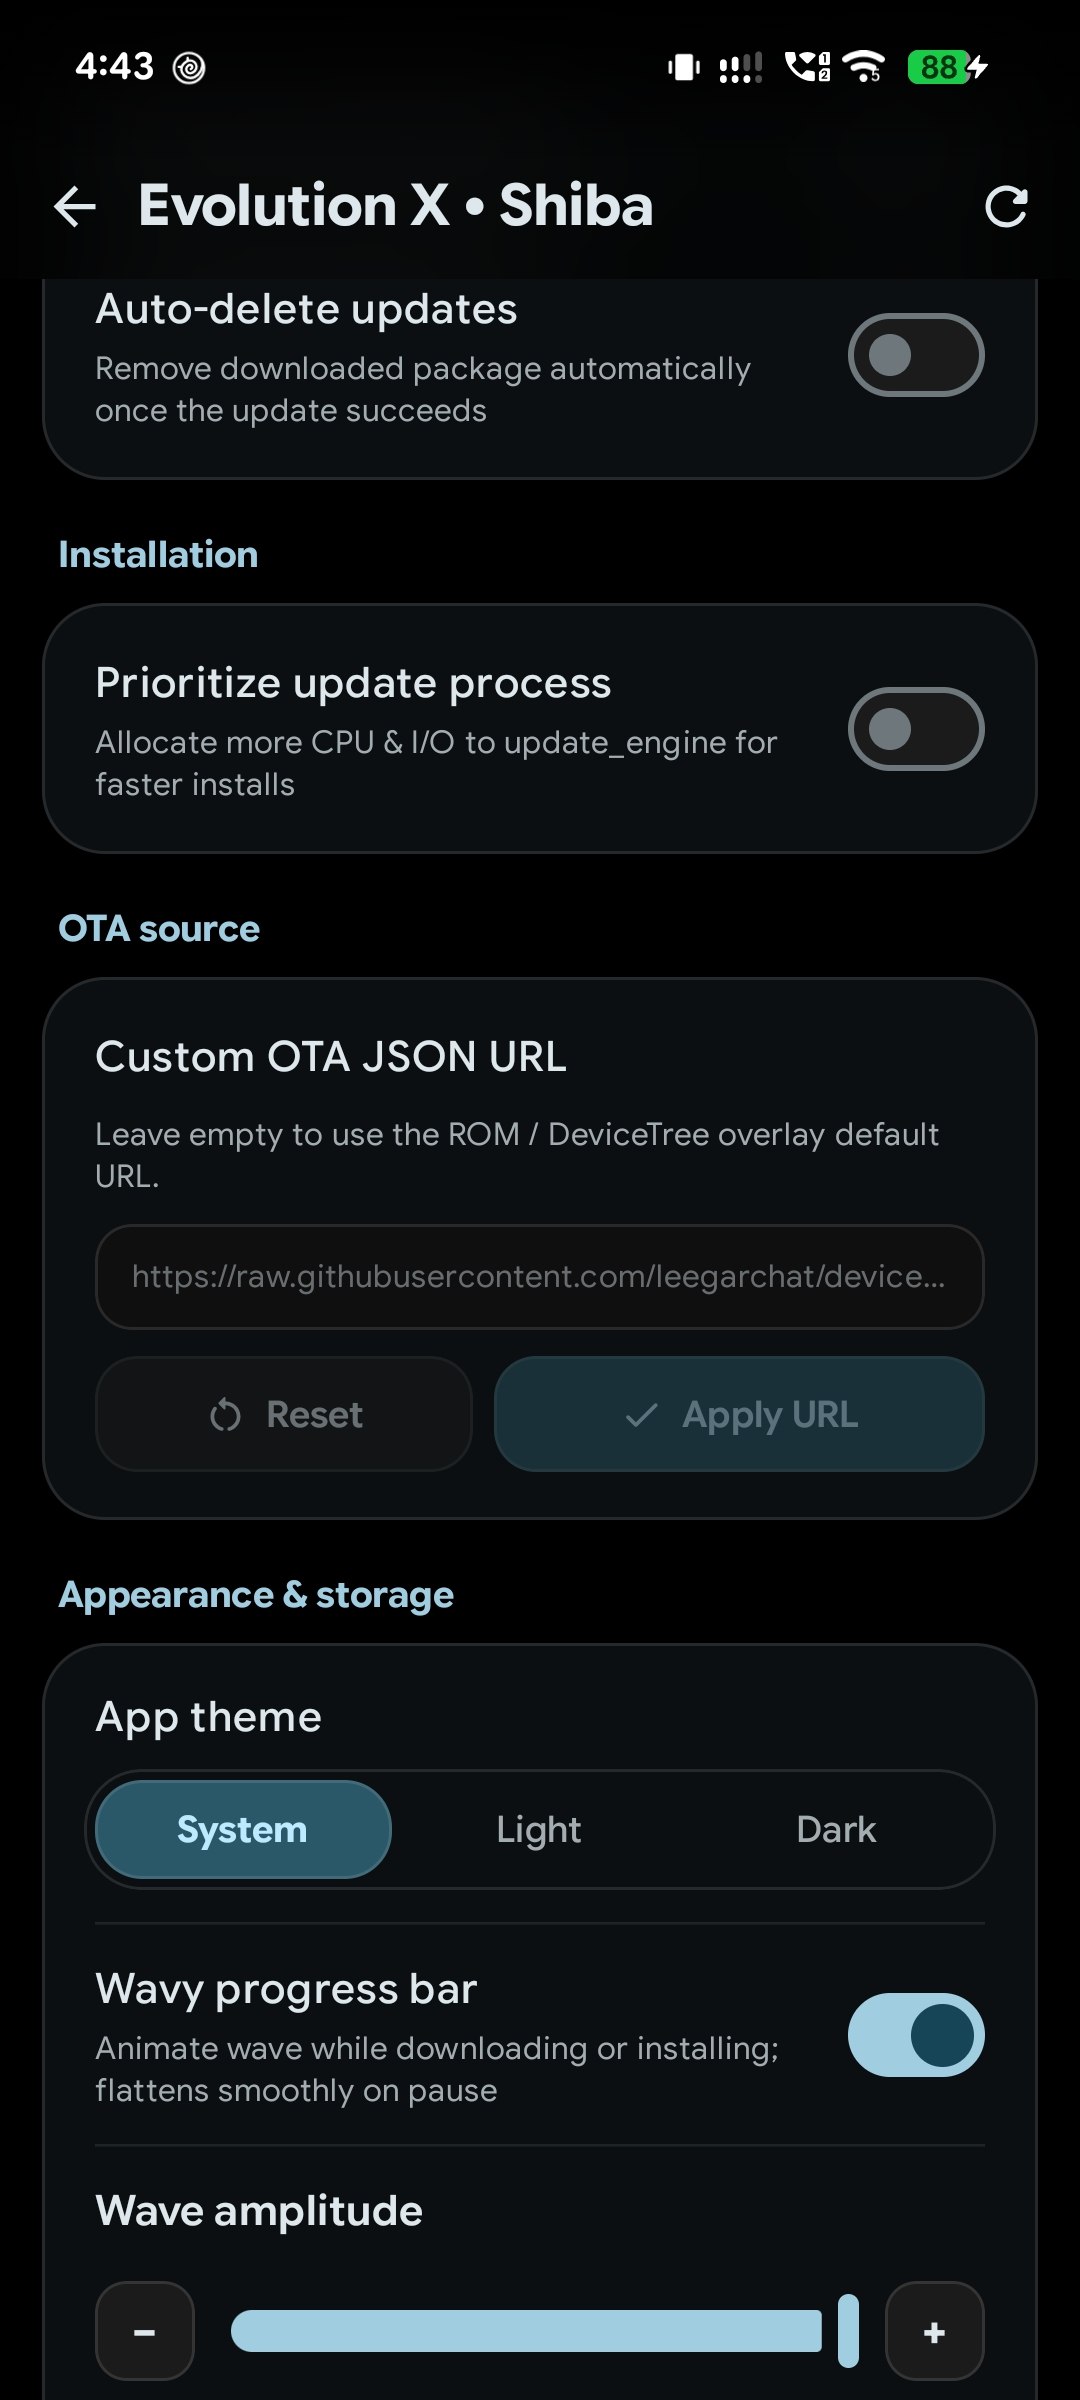 4:43
5
88
Evolution X • Shiba
Auto-delete updates
Remove downloaded package automatically
once the update succeeds
Installation
Prioritize update process
Allocate more CPU & I/O to update_engine for
faster installs
OTA source
Custom OTA JSON URL
Leave empty to use the ROM / DeviceTree overlay default
URL.
https://raw.githubusercontent.com/leegarchat/device...
Reset
Apply URL
Appearance & storage
App theme
System
Light
Dark
Wavy progress bar
Animate wave while downloading or installing;
flattens smoothly on pause
Wave amplitude
-
+